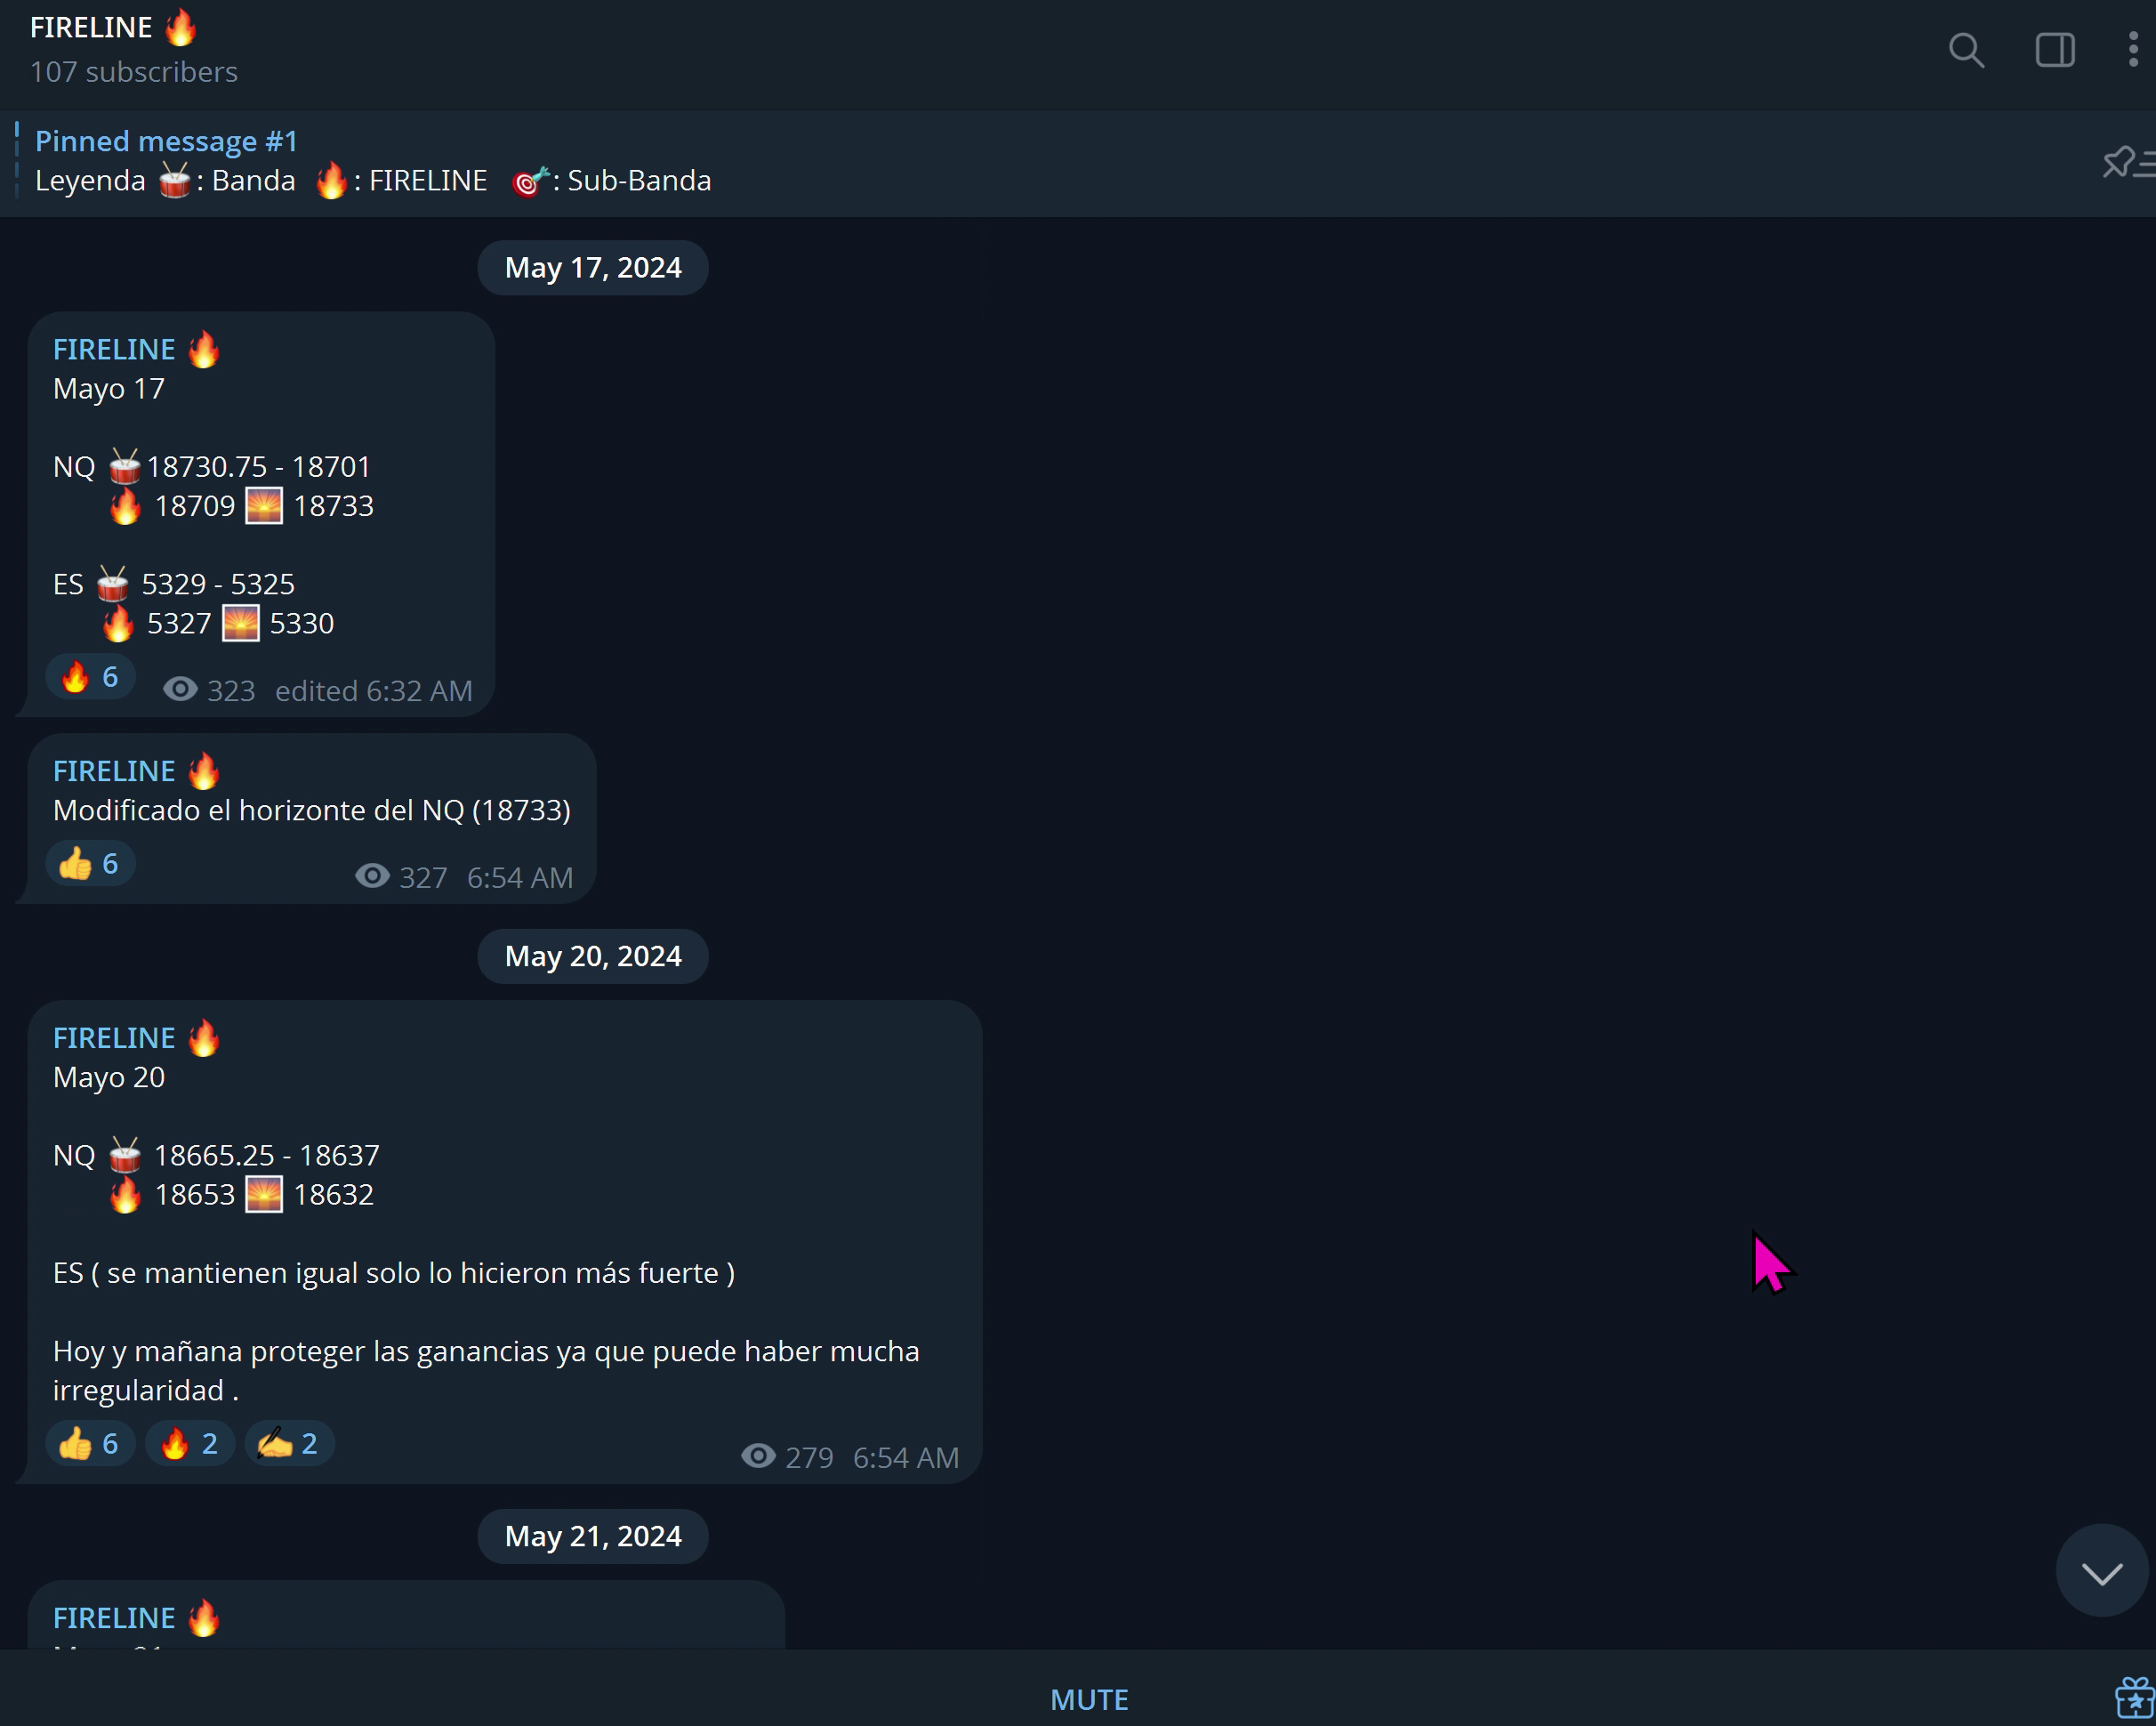 FIRELINE 🔥
107 subscribers
Pinned message #1
Leyenda 🥁: Banda 🔥: FIRELINE 🎯: Sub-Banda
May 17, 2024
FIRELINE 🔥
Mayo 17
NQ 🥁18730.75 - 18701
🔥 18709 🌅 18733
ES 🥁 5329 - 5325
🔥 5327 🌅 5330
🔥 6 323 edited 6:32 AM
FIRELINE 🔥
Modificado el horizonte del NQ (18733)
👍 6 327 6:54 AM
May 20, 2024
FIRELINE 🔥
Mayo 20
NQ 🥁 18665.25 - 18637
🔥 18653 🌅 18632
ES ( se mantienen igual solo lo hicieron más fuerte )
Hoy y mañana proteger las ganancias ya que puede haber mucha
irregularidad .
👍 6 🔥 2 ✍️ 2 279 6:54 AM
May 21, 2024
FIRELINE 🔥
MUTE